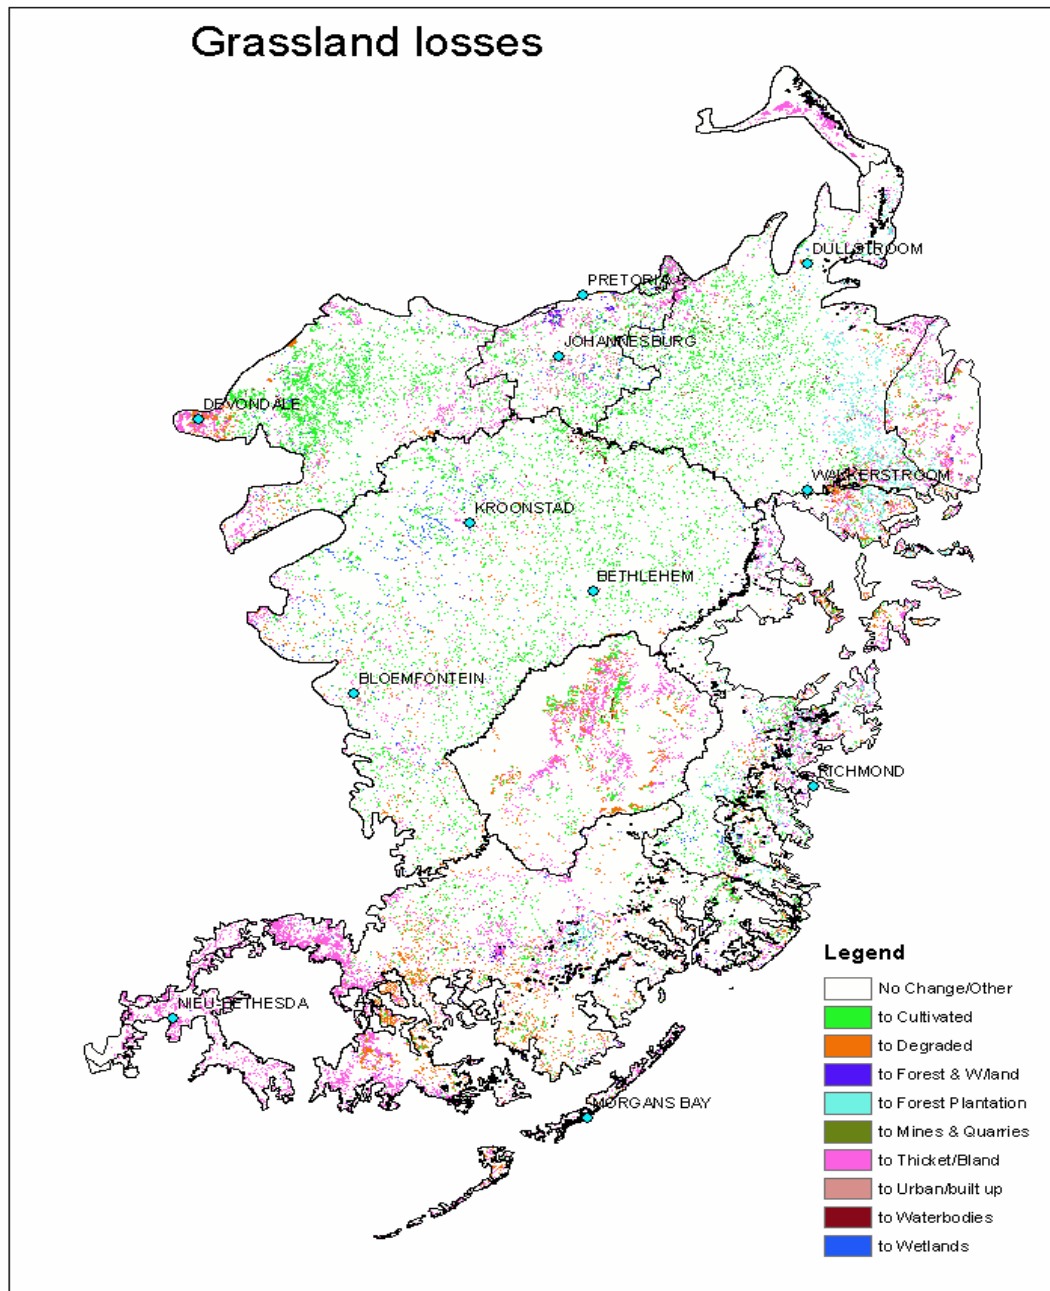 Grassland losses
DULLSTROOM
PRETORIA
JOHANNESBURG
DEVONDALE
WAKKERSTROOM
KROONSTAD
BETHLEHEM
BLOEMFONTEIN
RICHMOND
NIEU-BETHESDA
MORGANS BAY
Legend
No Change/Other
to Cultivated
to Degraded
to Forest & W/land
to Forest Plantation
to Mines & Quarries
to Thicket/Bland
to Urban/built up
to Waterbodies
to Wetlands